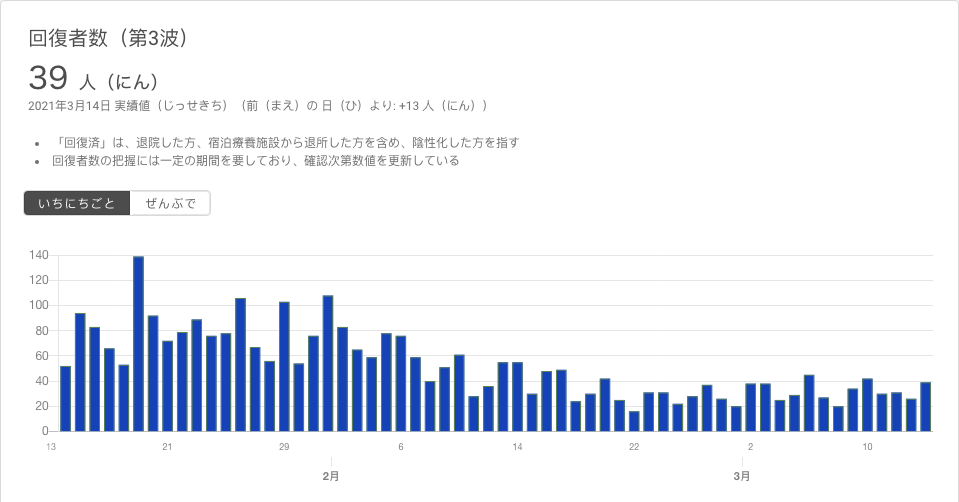 回復者数（第3波）
39 人（にん）
2021年3月14日 実績値（じっせきち）（前（まえ）の 日（ひ）より: +13 人（にん））
• 「回復済」は、退院した方、宿泊療養施設から退所した方を含め、陰性化した方を指す
• 回復者数の把握には一定の期間を要しており、確認次第数値を更新している
いちにちごと ぜんぶで
140
120
100
80
60
40
20
0
13 21 29 6 14 22 2 10
2月 3月